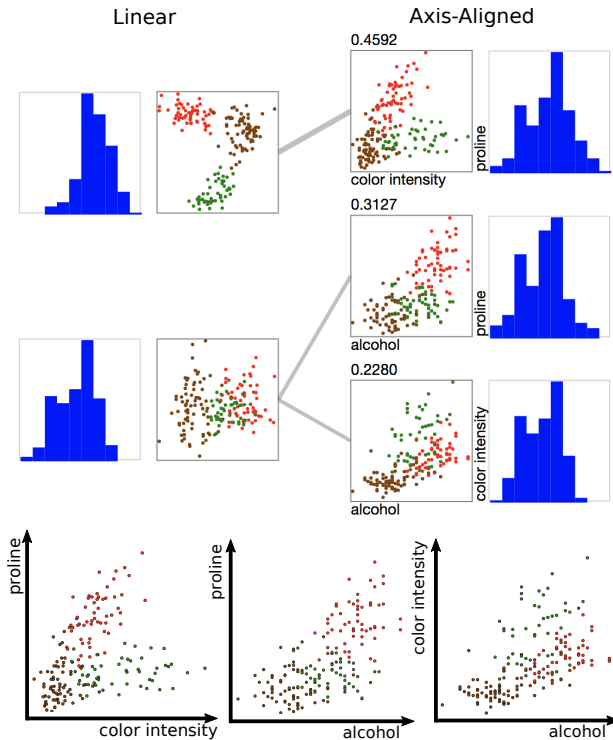 Linear
Axis-Aligned
0.4592
proline
color intensity
0.3127
proline
alcohol
0.2280
color intensity
alcohol
proline
color intensity
proline
alcohol
color intensity
alcohol